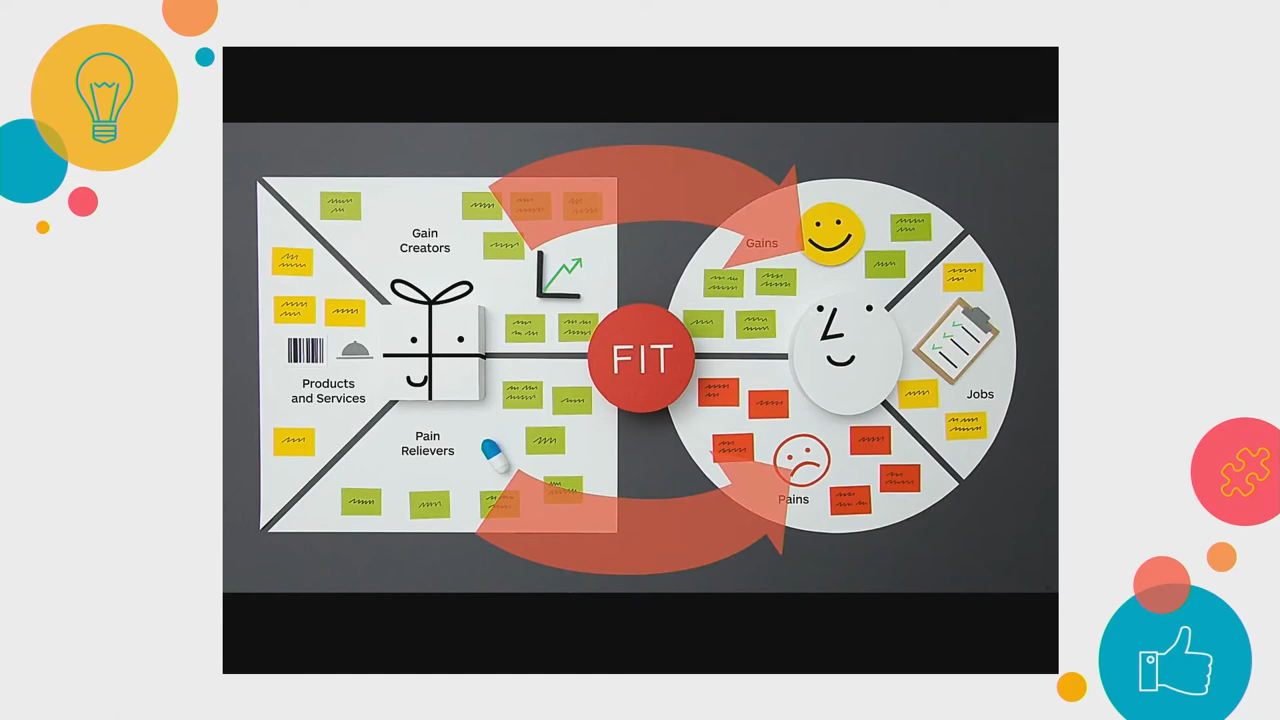 Gain
Creators
Gains
FIT
Products
and Services
Jobs
Pain
Relievers
Pains